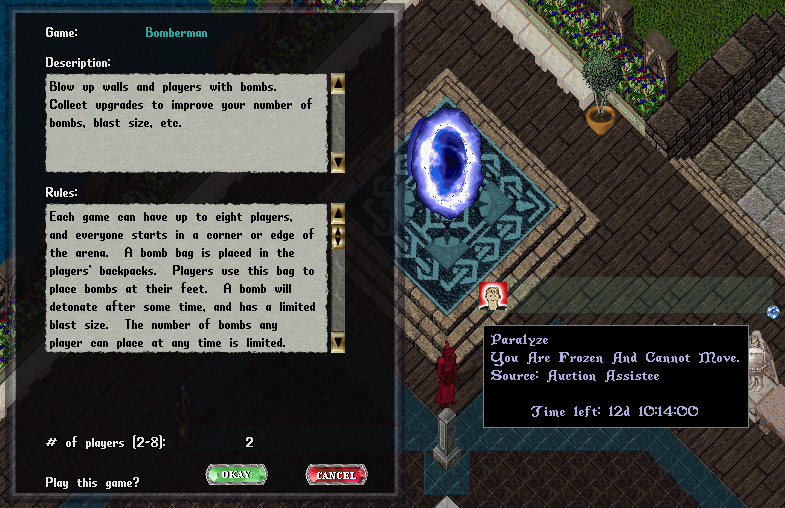 Game: Bomberman
Description:
Blow up walls and players with bombs.
Collect upgrades to improve your number of
bombs, blast size, etc.
Rules:
Each game can have up to eight players,
and everyone starts in a corner or edge of
the arena. A bomb bag is placed in the
players' backpacks. Players use this bag to
place bombs at their feet. A bomb will
detonate after some time, and has a limited
blast size. The number of bombs any
player can place at any time is limited.
# of players (2-8): 2
Play this game? OKAY CANCEL
Paralyze
You Are Frozen And Cannot Move.
Source: Auction Assistee
Time left: 12d 10:14:00